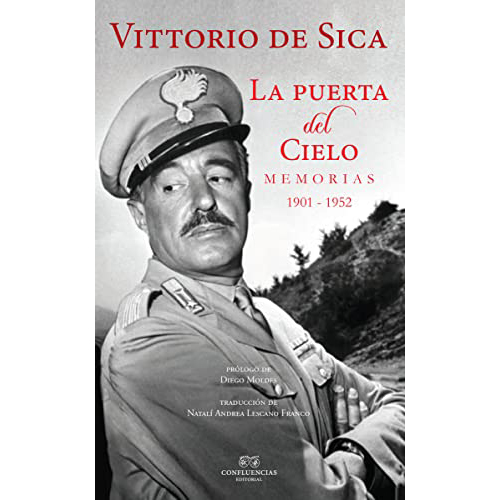 VITTORIO DE SICA
LA PUERTA
del
CIELO
MEMORIAS
1901 - 1952
PRÓLOGO DE
DIEGO MOLDES
TRADUCCIÓN DE
NATALÍ ANDREA LESCANO FRANCO
CONFLUENCIAS
EDITORIAL